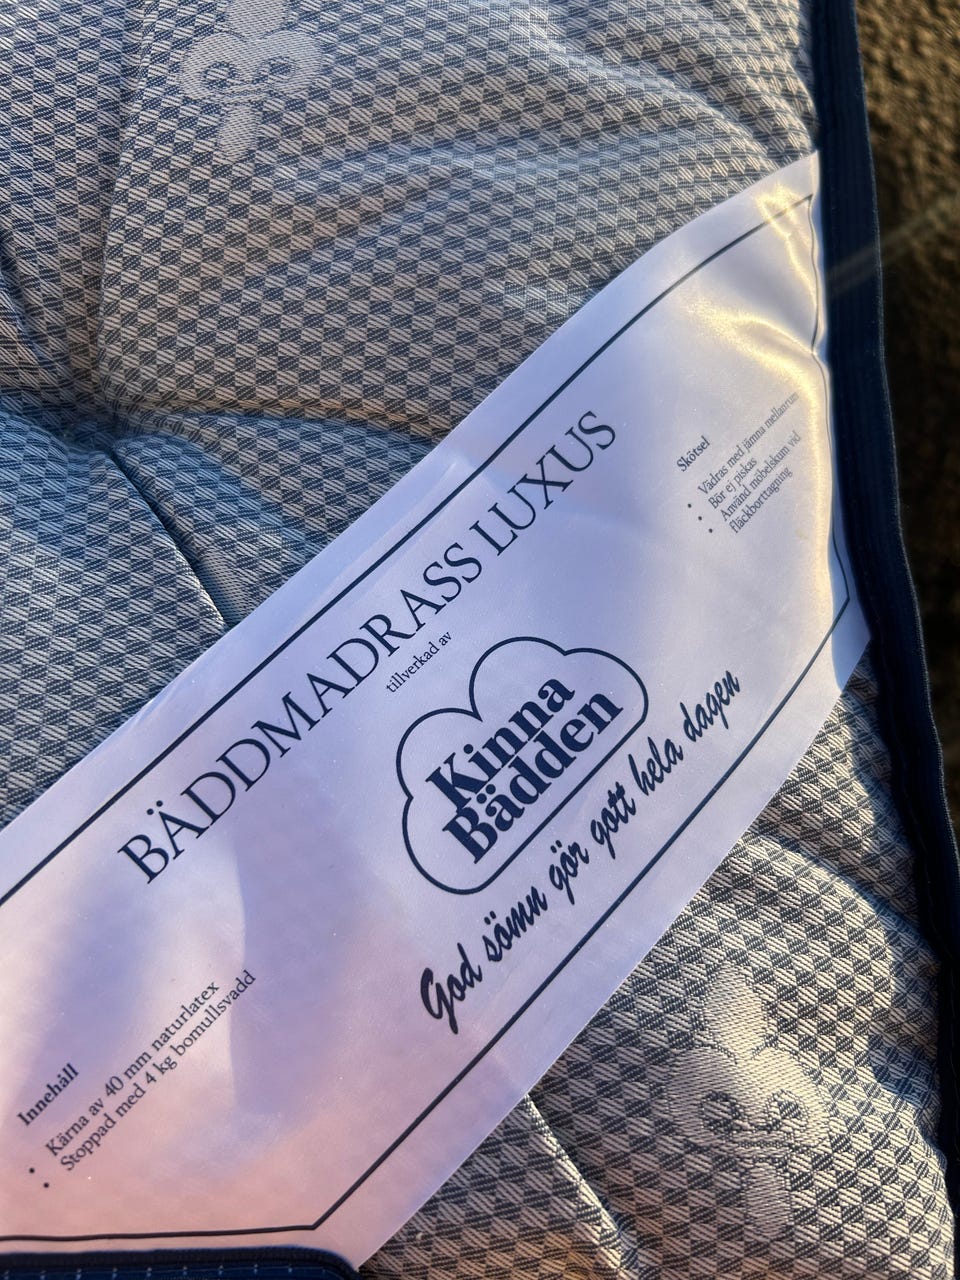 BÄDDMADRASS LUXUS
tillverkad av
Kinna
Bädden
God sömn gör gott hela dagen
Innehåll
• Kärna av 40 mm naturlatex
• Stoppad med 4 kg bomullsvadd
Skötsel
• Vädras med jämna mellanrum
• Bör ej piskas
• Använd möbelskum vid
fläckborttagning